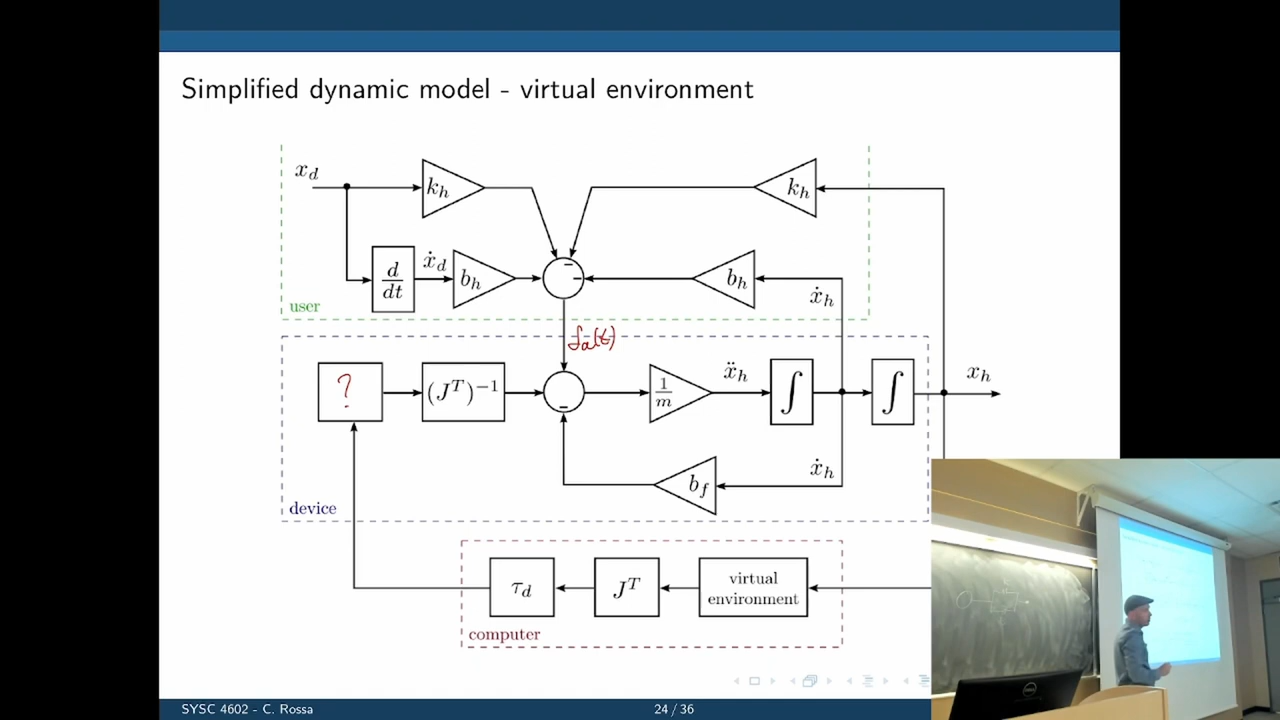 Simplified dynamic model - virtual environment
x_d
k_h
k_h
d/dt
ẋ_d
b_h
-
-
b_h
ẋ_h
user
f_a(t)
?
(J^T)^{-1}
-
1/m
ẍ_h
∫
∫
x_h
b_f
ẋ_h
device
τ_d
J^T
virtual
environment
computer
SYSC 4602 - C. Rossa
24 / 36